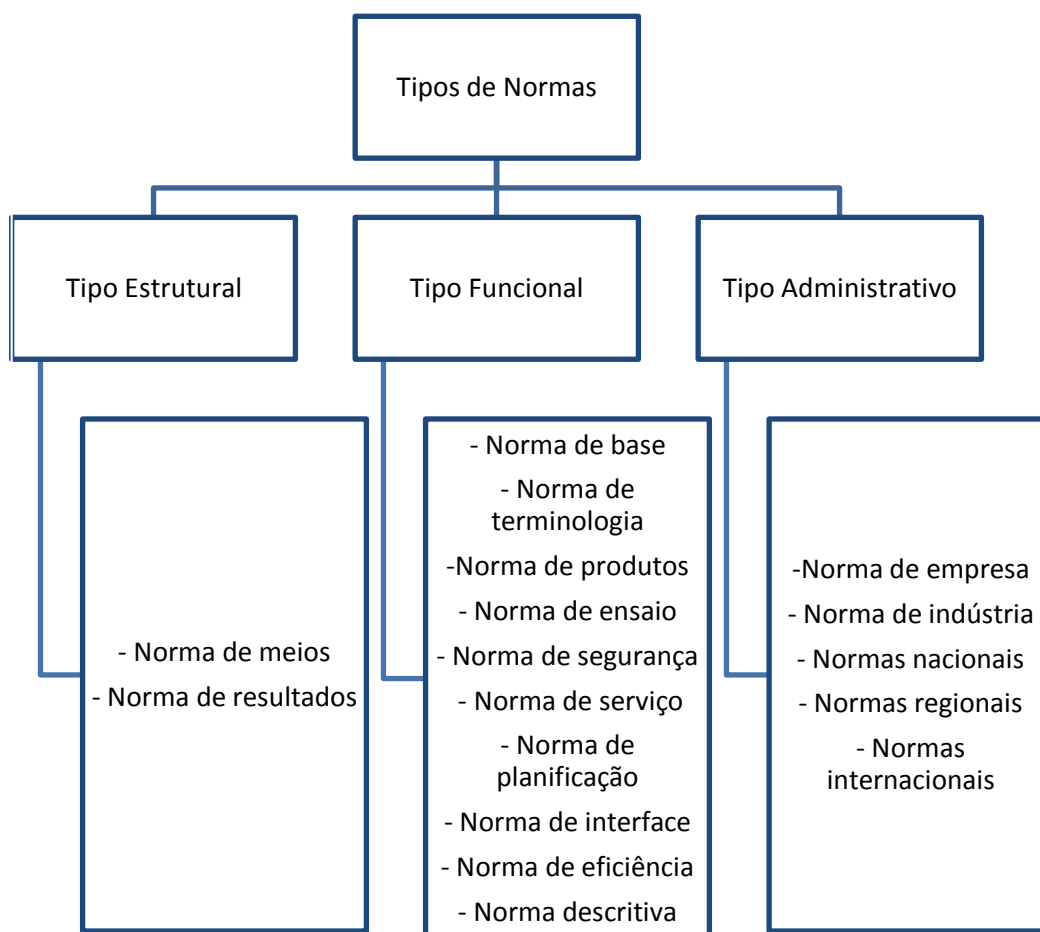 Tipos de Normas
Tipo Estrutural
Tipo Funcional
Tipo Administrativo
- Norma de meios
- Norma de resultados
- Norma de base
- Norma de
terminologia
-Norma de produtos
- Norma de ensaio
- Norma de segurança
- Norma de serviço
- Norma de
planificação
- Norma de interface
- Norma de eficiência
- Norma descritiva
-Norma de empresa
- Norma de indústria
- Normas nacionais
- Normas regionais
- Normas
internacionais